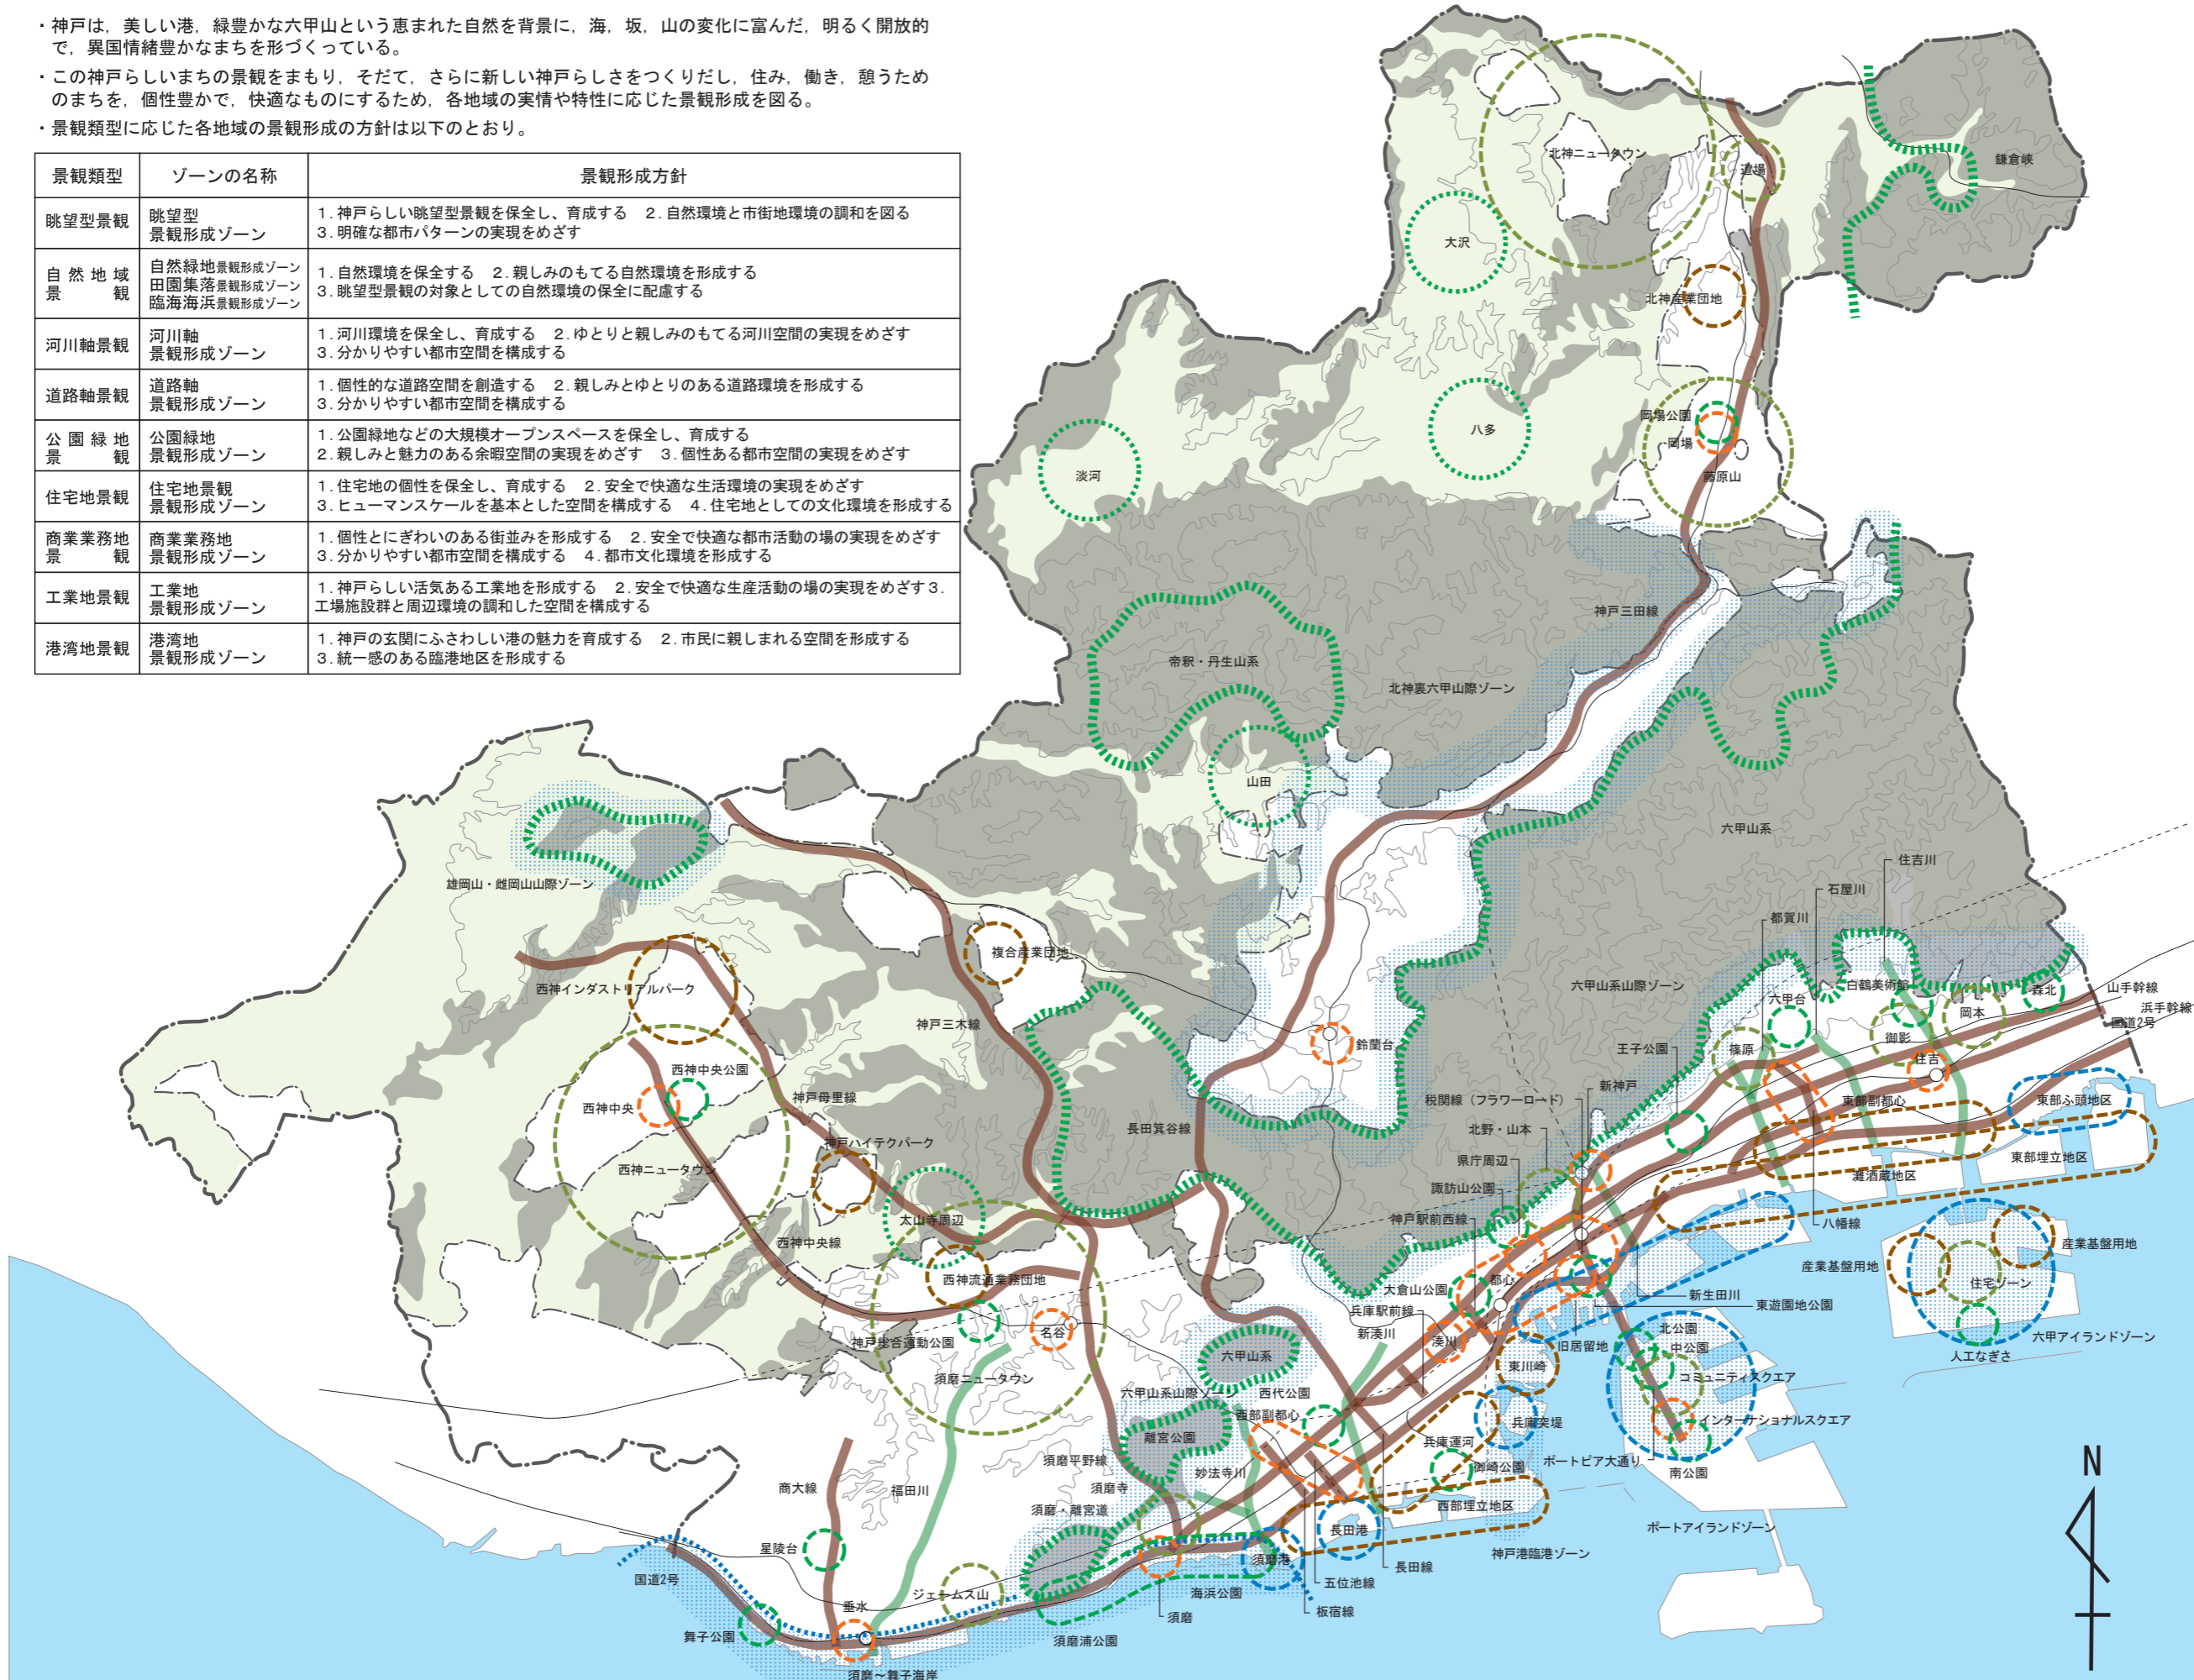 ・神戸は，美しい港，緑豊かな六甲山という恵まれた自然を背景に，海，坂，山の変化に富んだ，明るく開放的
で，異国情緒豊かなまちを形づくっている。
・この神戸らしいまちの景観をまもり，そだて，さらに新しい神戸らしさをつくりだし，住み，働き，憩うため
のまちを，個性豊かで，快適なものにするため，各地域の実情や特性に応じた景観形成を図る。
・景観類型に応じた各地域の景観形成の方針は以下のとおり。
景観類型 ゾーンの名称 景観形成方針
眺望型景観 眺望型
景観形成ゾーン
1．神戸らしい眺望型景観を保全し、育成する　2．自然環境と市街地環境の調和を図る
3．明確な都市パターンの実現をめざす
自然地域
景観
自然緑地景観形成ゾーン
田園集落景観形成ゾーン
臨海海浜景観形成ゾーン
1．自然環境を保全する　2．親しみのもてる自然環境を形成する
3．眺望型景観の対象としての自然環境の保全に配慮する
河川軸景観 河川軸
景観形成ゾーン
1．河川環境を保全し、育成する　2．ゆとりと親しみのもてる河川空間の実現をめざす
3．分かりやすい都市空間を構成する
道路軸景観 道路軸
景観形成ゾーン
1．個性的な道路空間を創造する　2．親しみとゆとりのある道路環境を形成する
3．分かりやすい都市空間を構成する
公園緑地
景観
公園緑地
景観形成ゾーン
1．公園緑地などの大規模オープンスペースを保全し、育成する
2．親しみと魅力のある余暇空間の実現をめざす　3．個性ある都市空間の実現をめざす
住宅地景観 住宅地景観
景観形成ゾーン
1．住宅地の個性を保全し、育成する　2．安全で快適な生活環境の実現をめざす
3．ヒューマンスケールを基本とした空間を構成する　4．住宅地としての文化環境を形成する
商業業務地
景観
商業業務地
景観形成ゾーン
1．個性とにぎわいのある街並みを形成する　2．安全で快適な都市活動の場の実現をめざす
3．分かりやすい都市空間を構成する　4．都市文化環境を形成する
工業地景観 工業地
景観形成ゾーン
1．神戸らしい活気ある工業地を形成する　2．安全で快適な生産活動の場の実現をめざす3．
工場施設群と周辺環境の調和した空間を構成する
港湾地景観 港湾地
景観形成ゾーン
1．神戸の玄関にふさわしい港の魅力を育成する　2．市民に親しまれる空間を形成する
3．統一感のある臨港地区を形成する
北神ニュータウン
道場
鎌倉峡
大沢
北神産業団地
岡場公園
岡場
八多
淡河
藤原山
神戸三田線
帝釈・丹生山系
北神裏六甲山際ゾーン
山田
六甲山系
雄岡山・雌岡山山際ゾーン
住吉川
石屋川
都賀川
複合産業団地
西神インダストリアルパーク
六甲山系山際ゾーン
白鶴美術館
六甲台
森北
山手幹線
浜手幹線
国道2号
岡本
御影
神戸三木線
鈴蘭台
王子公園
篠原
住吉
西神中央公園
西神中央
神戸母里線
新神戸
税関線（フラワーロード）
東部副都心
東部ふ頭地区
長田箕谷線
北野・山本
神戸ハイテクパーク
県庁周辺
東部埋立地区
西神ニュータウン
灘酒蔵地区
諏訪山公園
太山寺周辺
神戸駅前西線
八幡線
西神中央線
産業基盤用地
産業基盤用地
西神流通業務団地
都心
大倉山公園
住宅ゾーン
新生田川
兵庫駅前線
東遊園地公園
新湊川
名谷
神戸総合運動公園
湊川
旧居留地
北公園
中公園
六甲アイランドゾーン
人工なぎさ
六甲山系
東川崎
須磨ニュータウン
コミュニティスクエア
六甲山系山際ゾーン
西代公園
西部副都心
インターナショナルスクエア
兵庫突堤
離宮公園
兵庫運河
須磨平野線
ポートピア大通り
御崎公園
南公園
妙法寺川
商大線
福田川
須磨寺
須磨・離宮道
西部埋立地区
長田港
ポートアイランドゾーン
星陵台
神戸港臨港ゾーン
須磨港
長田線
国道2号
五位池線
ジェームス山
海浜公園
垂水
板宿線
須磨
舞子公園
須磨浦公園
須磨～舞子海岸
N